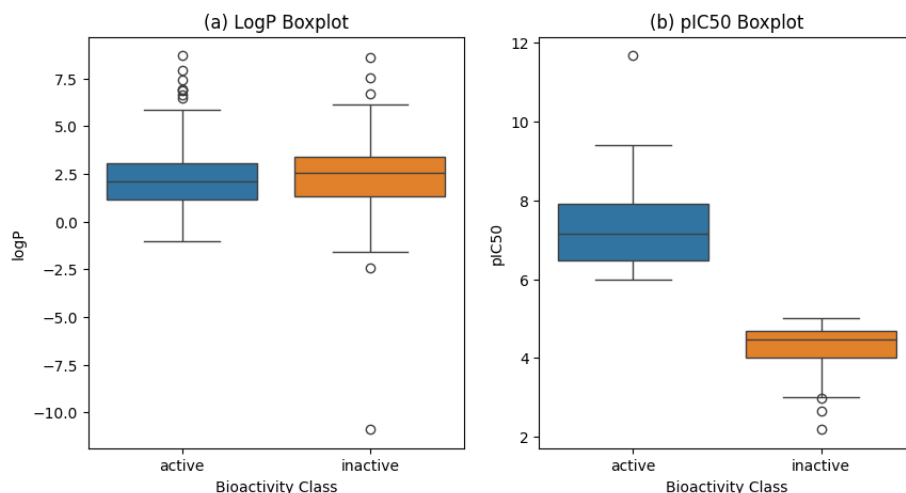 (a) LogP Boxplot
logP
7.5
5.0
2.5
0.0
−2.5
−5.0
−7.5
−10.0
active inactive
Bioactivity Class
(b) pIC50 Boxplot
pIC50
12
10
8
6
4
2
active inactive
Bioactivity Class